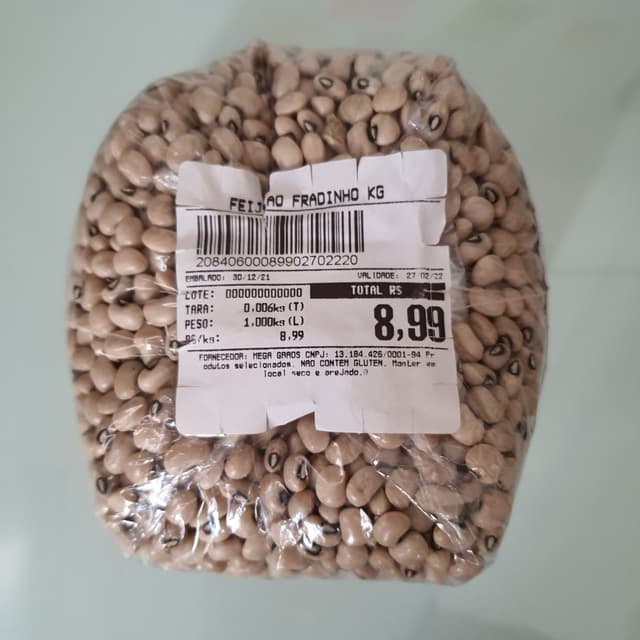 FEIJAO FRADINHO KG
20840600089902702220
EMBALADO: 30/12/21 VALIDADE: 27/02/22
LOTE: 000000000000 TOTAL R$
TARA: 0,006kg (T)
PESO: 1,000kg (L) 8,99
R$/kg: 8,99
FORNECEDOR: MEGA GRAOS CNPJ: 13.184.426/0001-94 Pr
odutos selecionados. NAO CONTEM GLUTEN. Manter em
local seco e arejado.